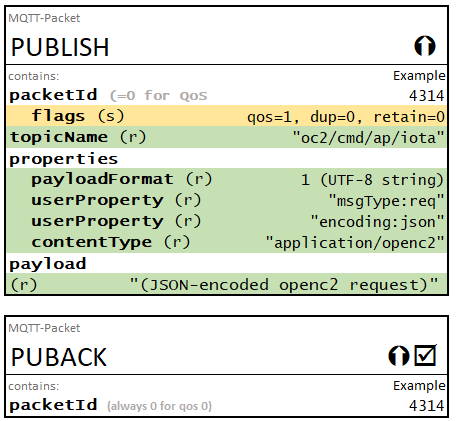 MQTT-Packet
PUBLISH
contains: Example
packetId (=0 for QoS 4314
flags (s) qos=1, dup=0, retain=0
topicName (r) "oc2/cmd/ap/iota"
properties
payloadFormat (r) 1 (UTF-8 string)
userProperty (r) "msgType:req"
userProperty (r) "encoding:json"
contentType (r) "application/openc2"
payload
(r) "(JSON-encoded openc2 request)"
MQTT-Packet
PUBACK
contains: Example
packetId (always 0 for qos 0) 4314